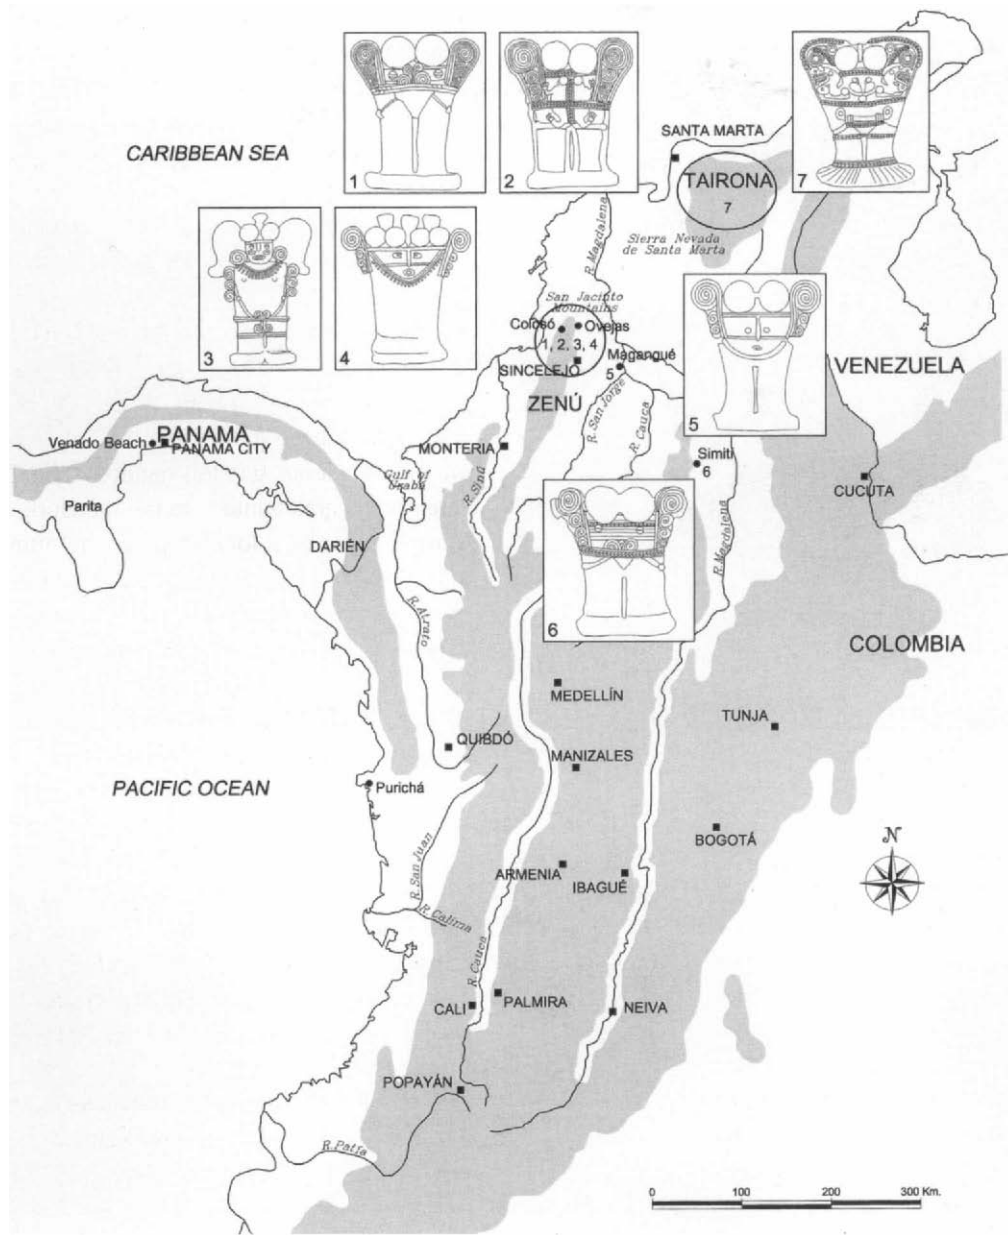 1
2
7
CARIBBEAN SEA
SANTA MARTA
TAIRONA
7
R. Magdalena
Sierra Nevada
de Santa Marta
3
4
San Jacinto
Mountains
Colosó
Ovejas
1, 2, 3, 4
SINCELEJO
Magangué
5
5
VENEZUELA
ZENÚ
R. San Jorge
R. Cauca
PANAMA
Venado Beach
PANAMA CITY
MONTERIA
Simití
6
Gulf of
Urabá
R. Sinú
CUCUTA
Parita
R. Magdalena
DARIÉN
6
R. Atrato
COLOMBIA
MEDELLÍN
TUNJA
QUIBDÓ
MANIZALES
PACIFIC OCEAN
Purichá
BOGOTÁ
N
R. San Juan
ARMENIA
IBAGUÉ
R. Calima
R. Cauca
CALI
PALMIRA
NEIVA
POPAYÁN
R. Patía
0 100 200 300 Km.